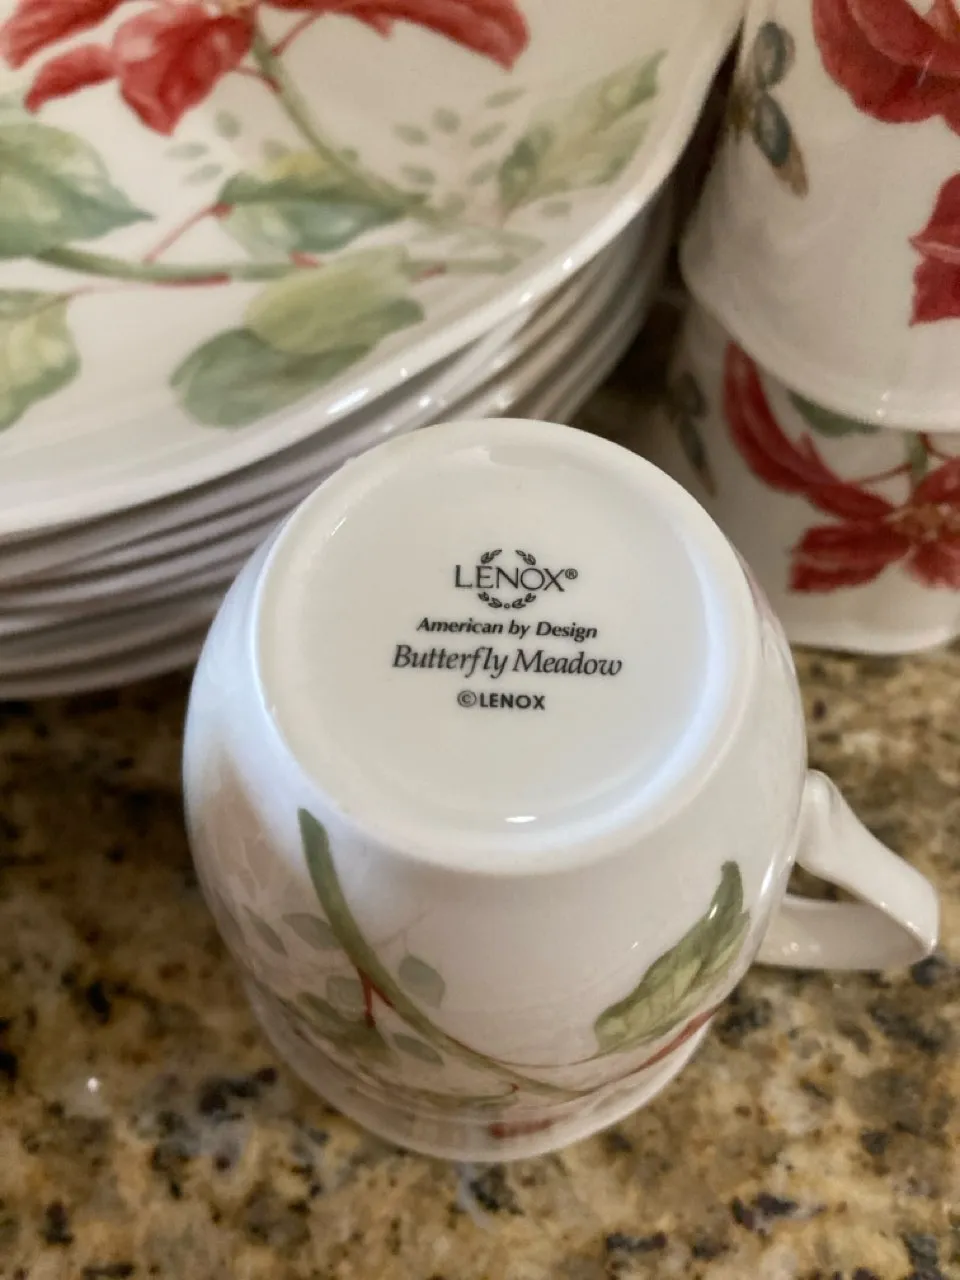 LENOX®
American by Design
Butterfly Meadow
©LENOX